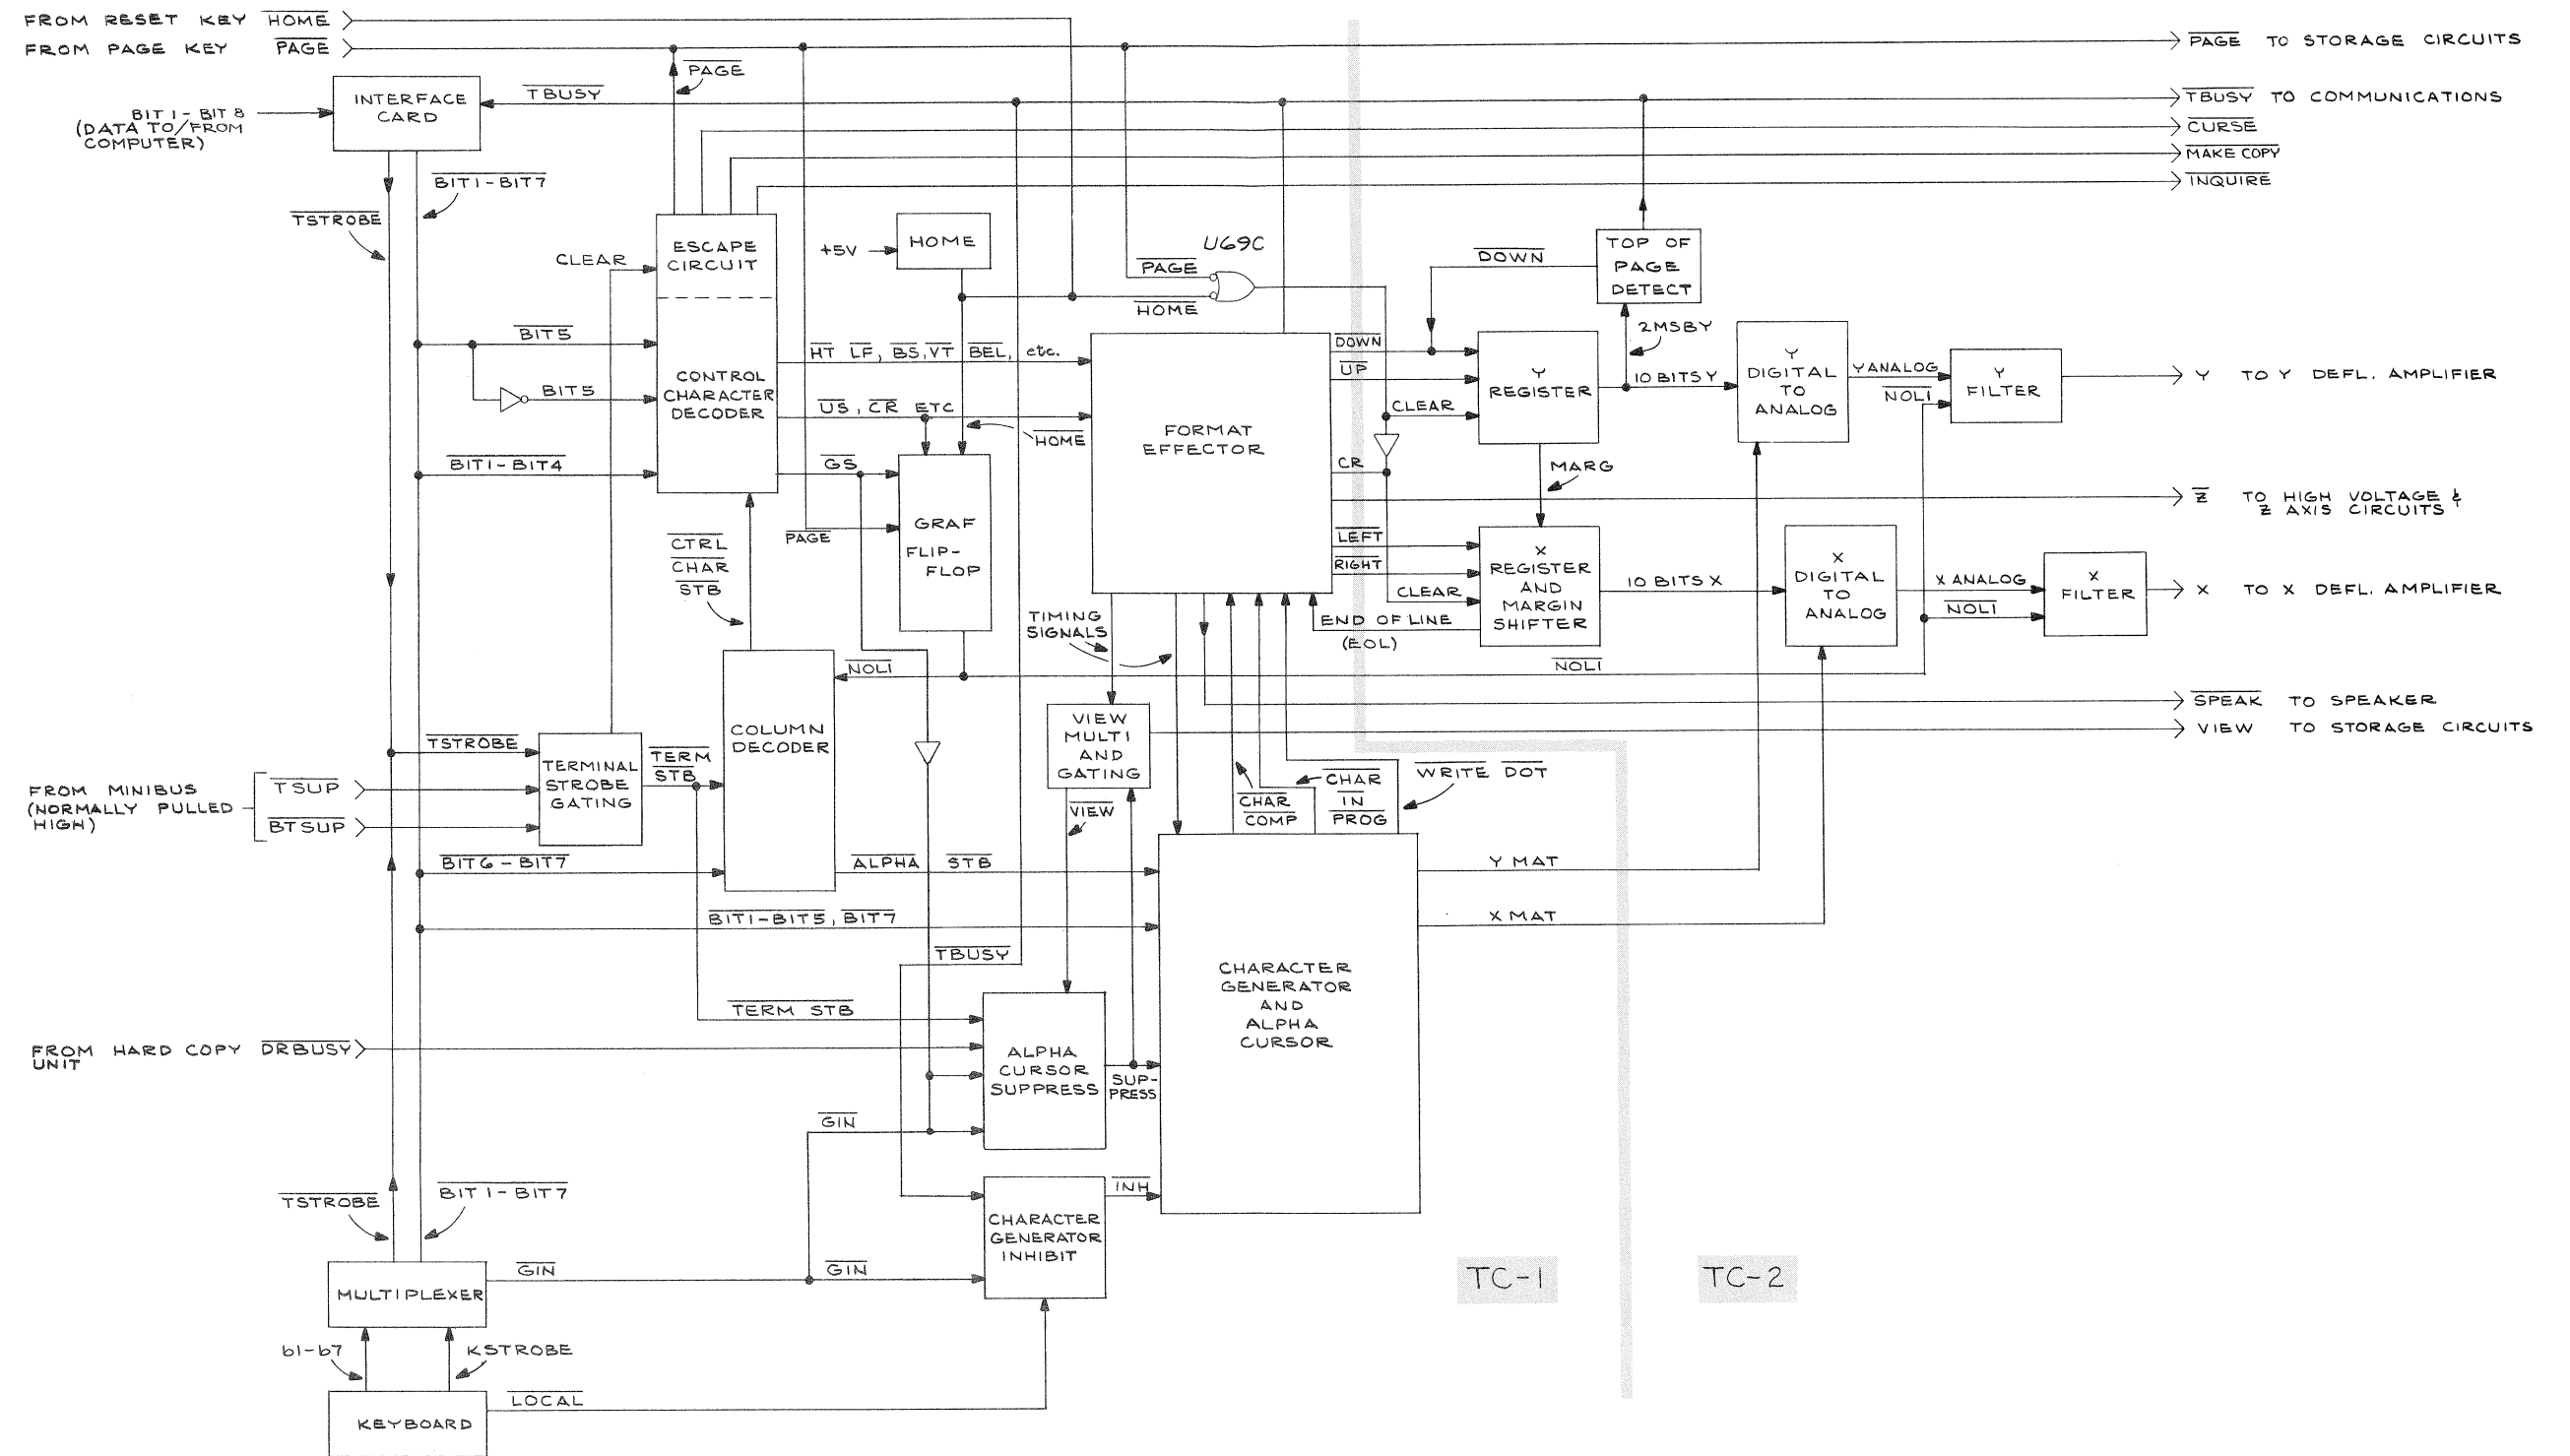 FROM RESET KEY HOME
FROM PAGE KEY PAGE
PAGE TO STORAGE CIRCUITS
PAGE
INTERFACE
CARD
TBUSY
TBUSY TO COMMUNICATIONS
BIT 1 - BIT 8
(DATA TO/FROM
COMPUTER)
CURSE
MAKE COPY
INQUIRE
BIT1-BIT7
TSTROBE
CLEAR
ESCAPE
CIRCUIT
+5V
HOME
U69C
PAGE
HOME
DOWN
TOP OF
PAGE
DETECT
2MSBY
BIT5
BIT5
CONTROL
CHARACTER
DECODER
HT LF, BS, VT BEL, etc.
US, CR ETC
HOME
FORMAT
EFFECTOR
DOWN
UP
CLEAR
Y
REGISTER
10 BITS Y
Y
DIGITAL
TO
ANALOG
Y ANALOG
NOLI
Y
FILTER
Y TO Y DEFL. AMPLIFIER
BIT1-BIT4
GS
CR
MARG
Z TO HIGH VOLTAGE &
Z AXIS CIRCUITS
CTRL
CHAR
STB
PAGE
GRAF
FLIP-
FLOP
LEFT
RIGHT
CLEAR
END OF LINE
(EOL)
X
REGISTER
AND
MARGIN
SHIFTER
10 BITS X
X
DIGITAL
TO
ANALOG
X ANALOG
NOLI
X
FILTER
X TO X DEFL. AMPLIFIER
TIMING
SIGNALS
NOLI
NOLI
SPEAK TO SPEAKER
VIEW TO STORAGE CIRCUITS
COLUMN
DECODER
VIEW
MULTI
AND
GATING
TSTROBE
TERMINAL
STROBE
GATING
TERM
STB
FROM MINIBUS
(NORMALLY PULLED
HIGH)
TSUP
BTSUP
VIEW
CHAR
COMP
CHAR
IN
PROG
WRITE DOT
BIT6-BIT7
ALPHA STB
Y MAT
BIT1-BIT5, BIT7
X MAT
TBUSY
CHARACTER
GENERATOR
AND
ALPHA
CURSOR
TERM STB
FROM HARD COPY DRBUSY
UNIT
ALPHA
CURSOR
SUPPRESS
SUP-
PRESS
GIN
TSTROBE
BIT 1 - BIT7
CHARACTER
GENERATOR
INHIBIT
INH
MULTIPLEXER
GIN
GIN
TC-1
TC-2
b1-b7
KSTROBE
LOCAL
KEYBOARD